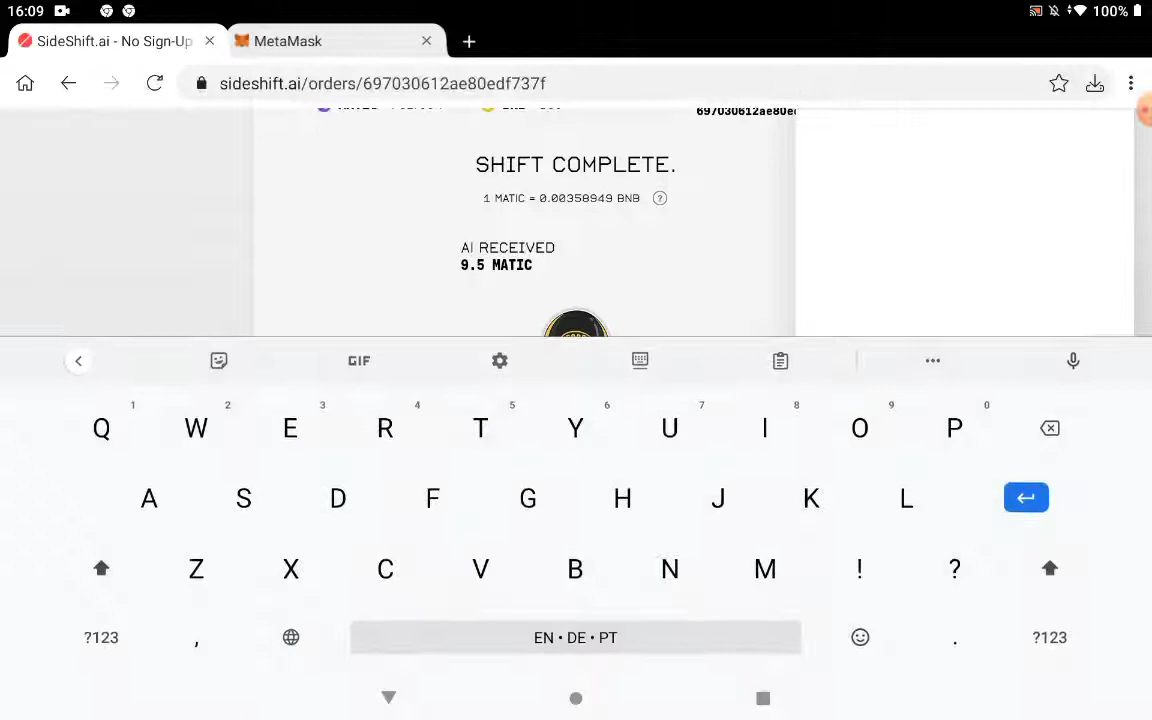 16:09 100%
SideShift.ai - No Sign-Up MetaMask
sideshift.ai/orders/697030612ae80edf737f
697030612ae80e
SHIFT COMPLETE.
1 MATIC = 0.00358949 BNB ?
AI RECEIVED
9.5 MATIC
GIF
1 2 3 4 5 6 7 8 9 0
Q W E R T Y U I O P
A S D F G H J K L
Z X C V B N M ! ?
?123 , EN • DE • PT . ?123